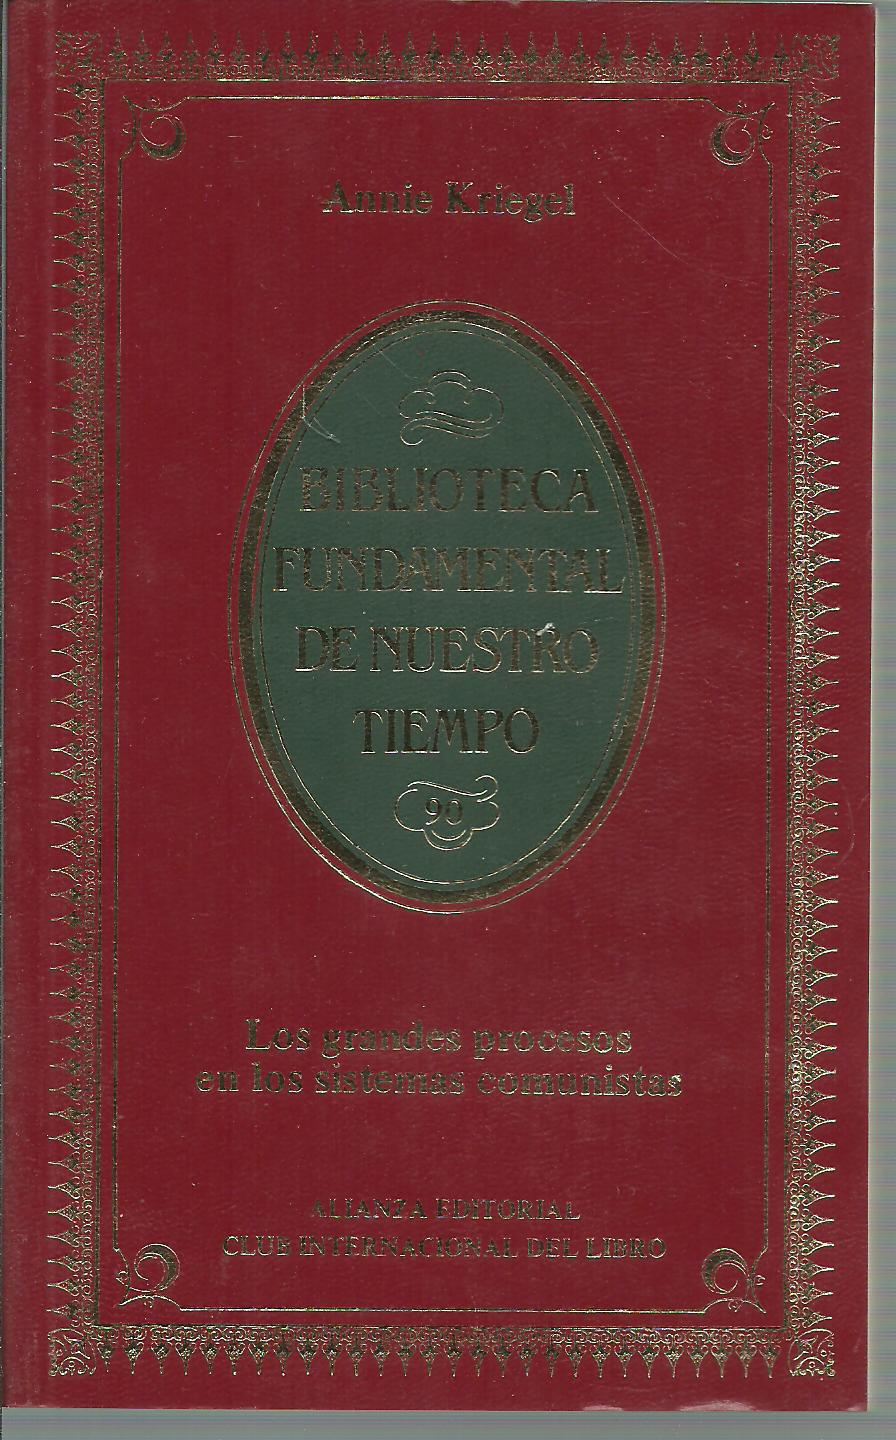 Annie Kriegel
BIBLIOTECA
FUNDAMENTAL
DE NUESTRO
TIEMPO
90
Los grandes procesos
en los sistemas comunistas
ALIANZA EDITORIAL
CLUB INTERNACIONAL DEL LIBRO